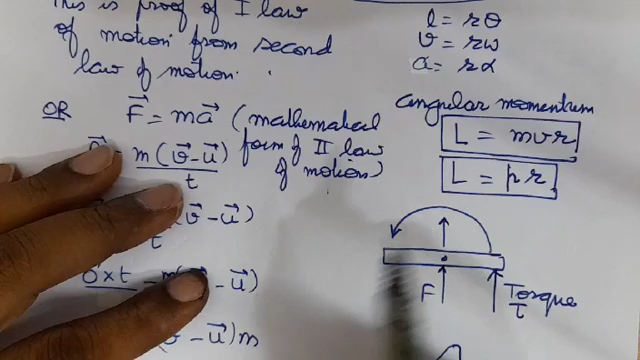 This is proof of I law
of motion from second
law of motion.
OR F = ma (mathematical
form of II law
of motion)
m(v - u)
t
- u)
t
0 × t
- u)
- u) m
l = rθ
v = rω
a = rα
angular momentum
L = mvr
L = pr
F
Torque
τ